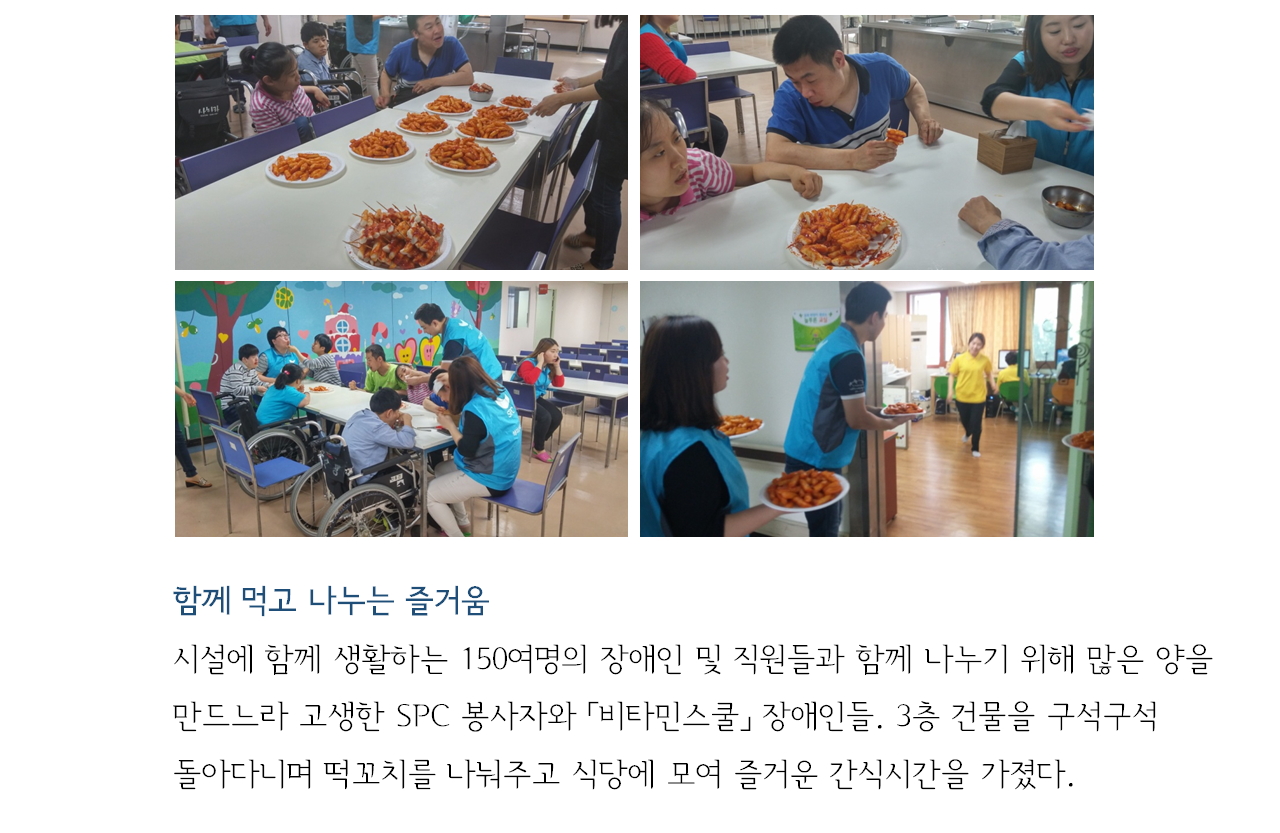 함께 먹고 나누는 즐거움
시설에 함께 생활하는 150여명의 장애인 및 직원들과 함께 나누기 위해 많은 양을
만드느라 고생한 SPC 봉사자와 「비타민스쿨」 장애인들. 3층 건물을 구석구석
돌아다니며 떡꼬치를 나눠주고 식당에 모여 즐거운 간식시간을 가졌다.